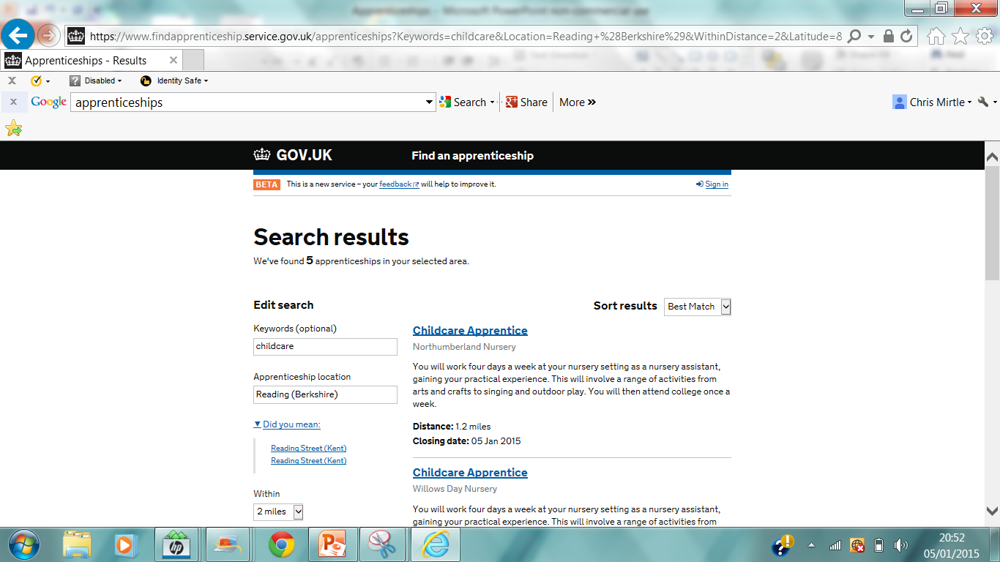 Apprenticeships - Microsoft PowerPoint non-commercial use
https://www.findapprenticeship.service.gov.uk/apprenticeships?Keywords=childcare&Location=Reading+%28Berkshire%29&WithinDistance=2&Latitude=8
Apprenticeships - Results
Disabled
Identity Safe
Google
apprenticeships
Search
Share
More »
Chris Mirtle
GOV.UK
Find an apprenticeship
BETA
This is a new service – your feedback will help to improve it.
Sign in
Search results
We've found 5 apprenticeships in your selected area.
Edit search
Sort results
Best Match
Keywords (optional)
childcare
Apprenticeship location
Reading (Berkshire)
Did you mean:
Reading Street (Kent)
Reading Street (Kent)
Within
2 miles
Childcare Apprentice
Northumberland Nursery
You will work four days a week at your nursery setting as a nursery assistant,
gaining your practical experience. This will involve a range of activities from
arts and crafts to singing and outdoor play. You will then attend college once a
week.
Distance: 1.2 miles
Closing date: 05 Jan 2015
Childcare Apprentice
Willows Day Nursery
You will work four days a week at your nursery setting as a nursery assistant,
gaining your practical experience. This will involve a range of activities from
hp
20:52
05/01/2015